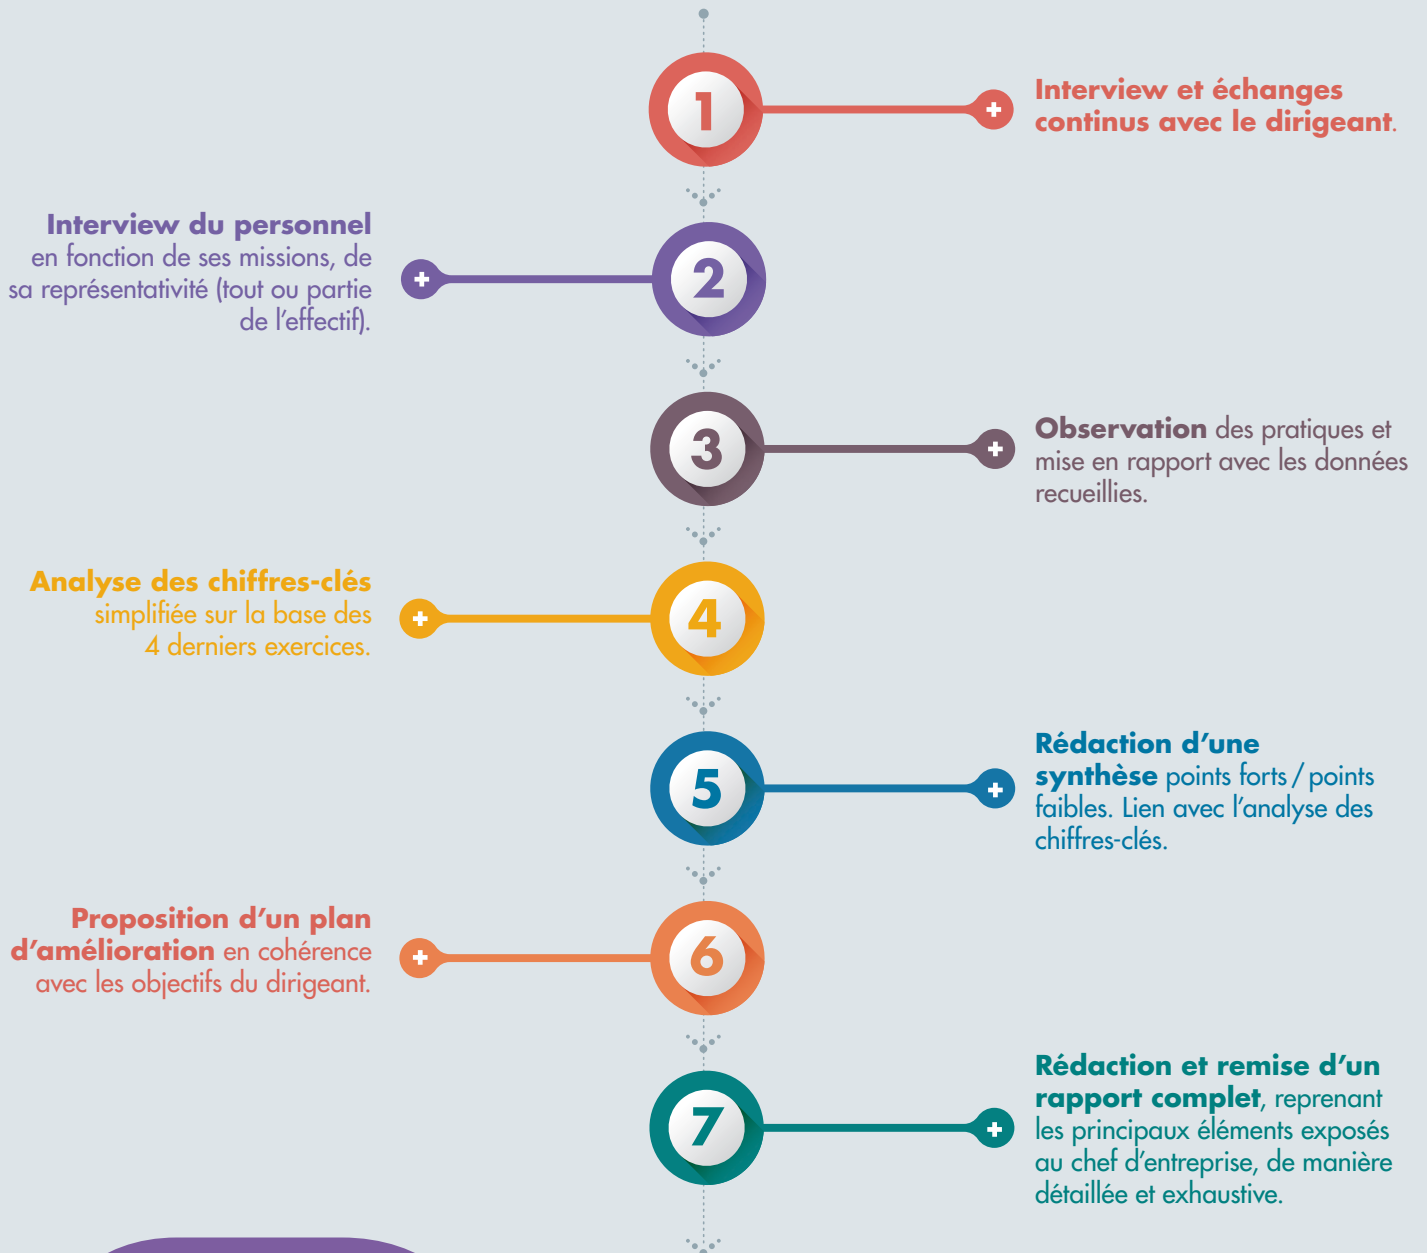 1
Interview et échanges
continus avec le dirigeant.
Interview du personnel
en fonction de ses missions, de
sa représentativité (tout ou partie
de l’effectif).
2
3
Observation des pratiques et
mise en rapport avec les données
recueillies.
Analyse des chiffres-clés
simplifiée sur la base des
4 derniers exercices.
4
5
Rédaction d’une
synthèse points forts / points
faibles. Lien avec l’analyse des
chiffres-clés.
Proposition d’un plan
d’amélioration en cohérence
avec les objectifs du dirigeant.
6
7
Rédaction et remise d’un
rapport complet, reprenant
les principaux éléments exposés
au chef d’entreprise, de manière
détaillée et exhaustive.